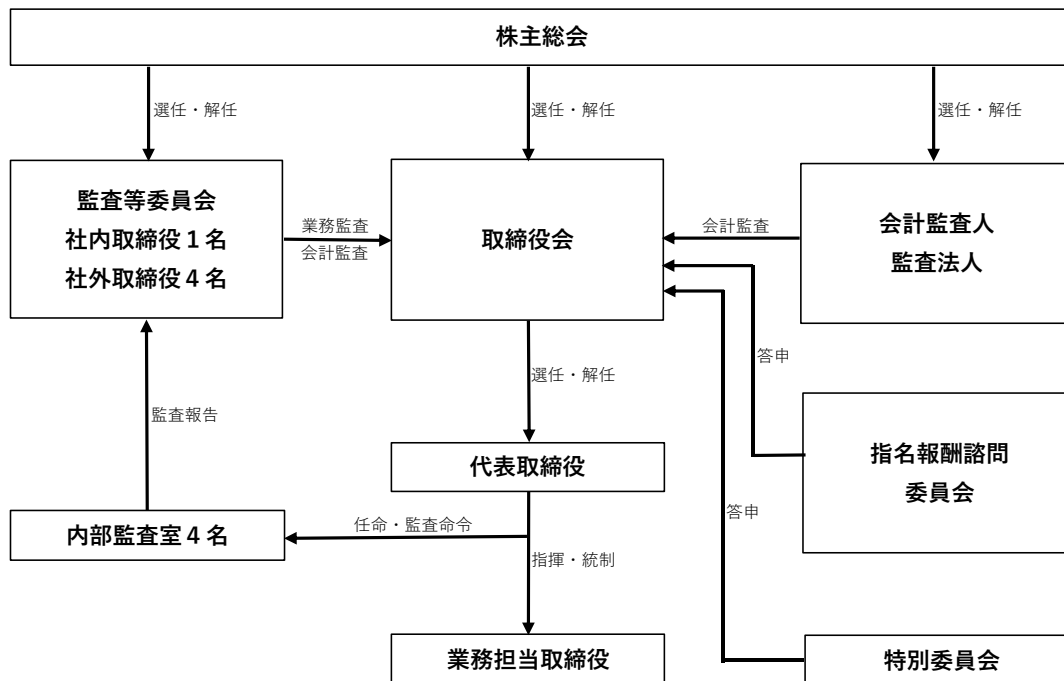 株主総会
選任・解任
選任・解任
選任・解任
監査等委員会
社内取締役1名
社外取締役4名
業務監査
会計監査
取締役会
会計監査
会計監査人
監査法人
答申
選任・解任
監査報告
代表取締役
指名報酬諮問
委員会
内部監査室4名
任命・監査命令
答申
指揮・統制
業務担当取締役
特別委員会